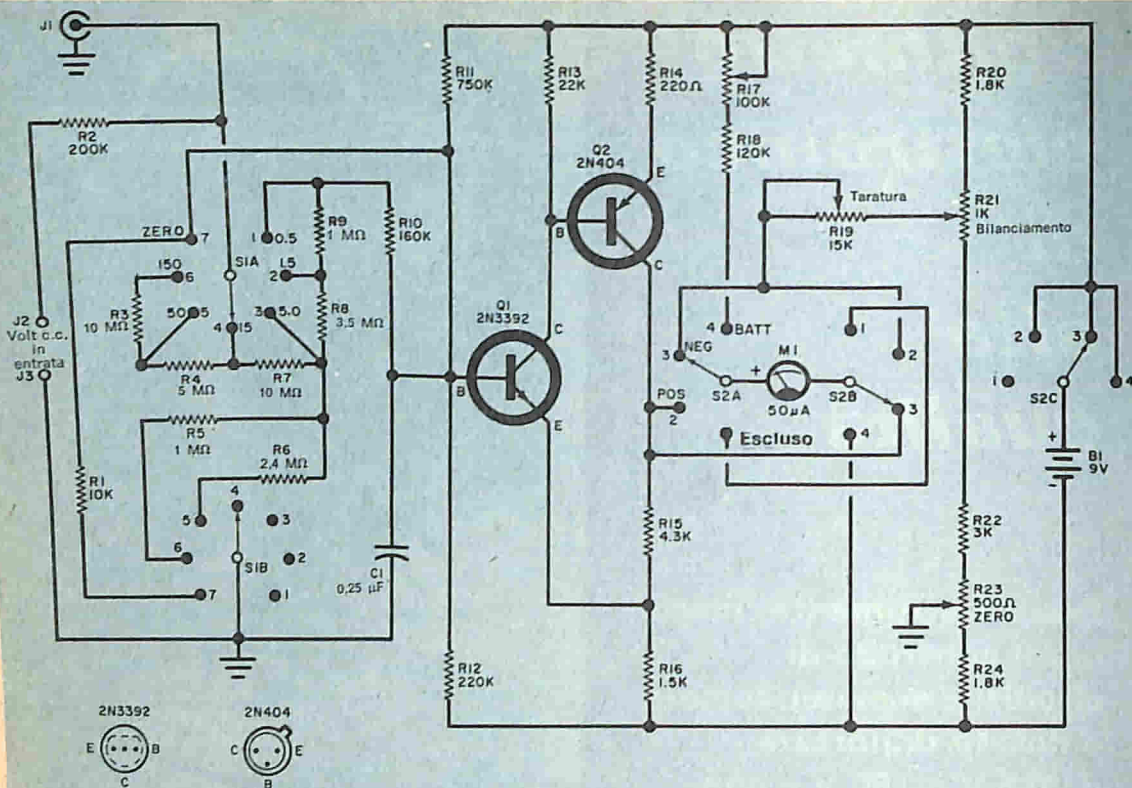 J1
R2
200K
R11
750K
R13
22K
R14
220Ω
R17
100K
R18
120K
R20
1.8K
Q2
2N404
E
B
C
Taratura
R19
15K
R21
1K
Bilanciamento
ZERO 7
1 0.5
R9
1 MΩ
R10
160K
150
6
S1A
1.5
2
R3
10 MΩ
50 5
4 15
3 5.0
R8
3,5 MΩ
J2
Volt c.c.
in
entrata
J3
R4
5 MΩ
R7
10 MΩ
R5
1 MΩ
R6
2,4 MΩ
R1
10K
4
5
3
6
S1B
2
7
1
C1
0,25 µF
Q1
2N3392
C
B
E
4 BATT
1
3 NEG
M1
2
+
S2A
50µA
S2B
POS
2
3
1
Escluso
4
2
3
1
S2C
4
+
B1
9V
-
R15
4.3K
R22
3K
R23
500Ω
ZERO
R12
220K
R16
1.5K
R24
1,8K
2N3392
E
B
C
2N404
C
E
B